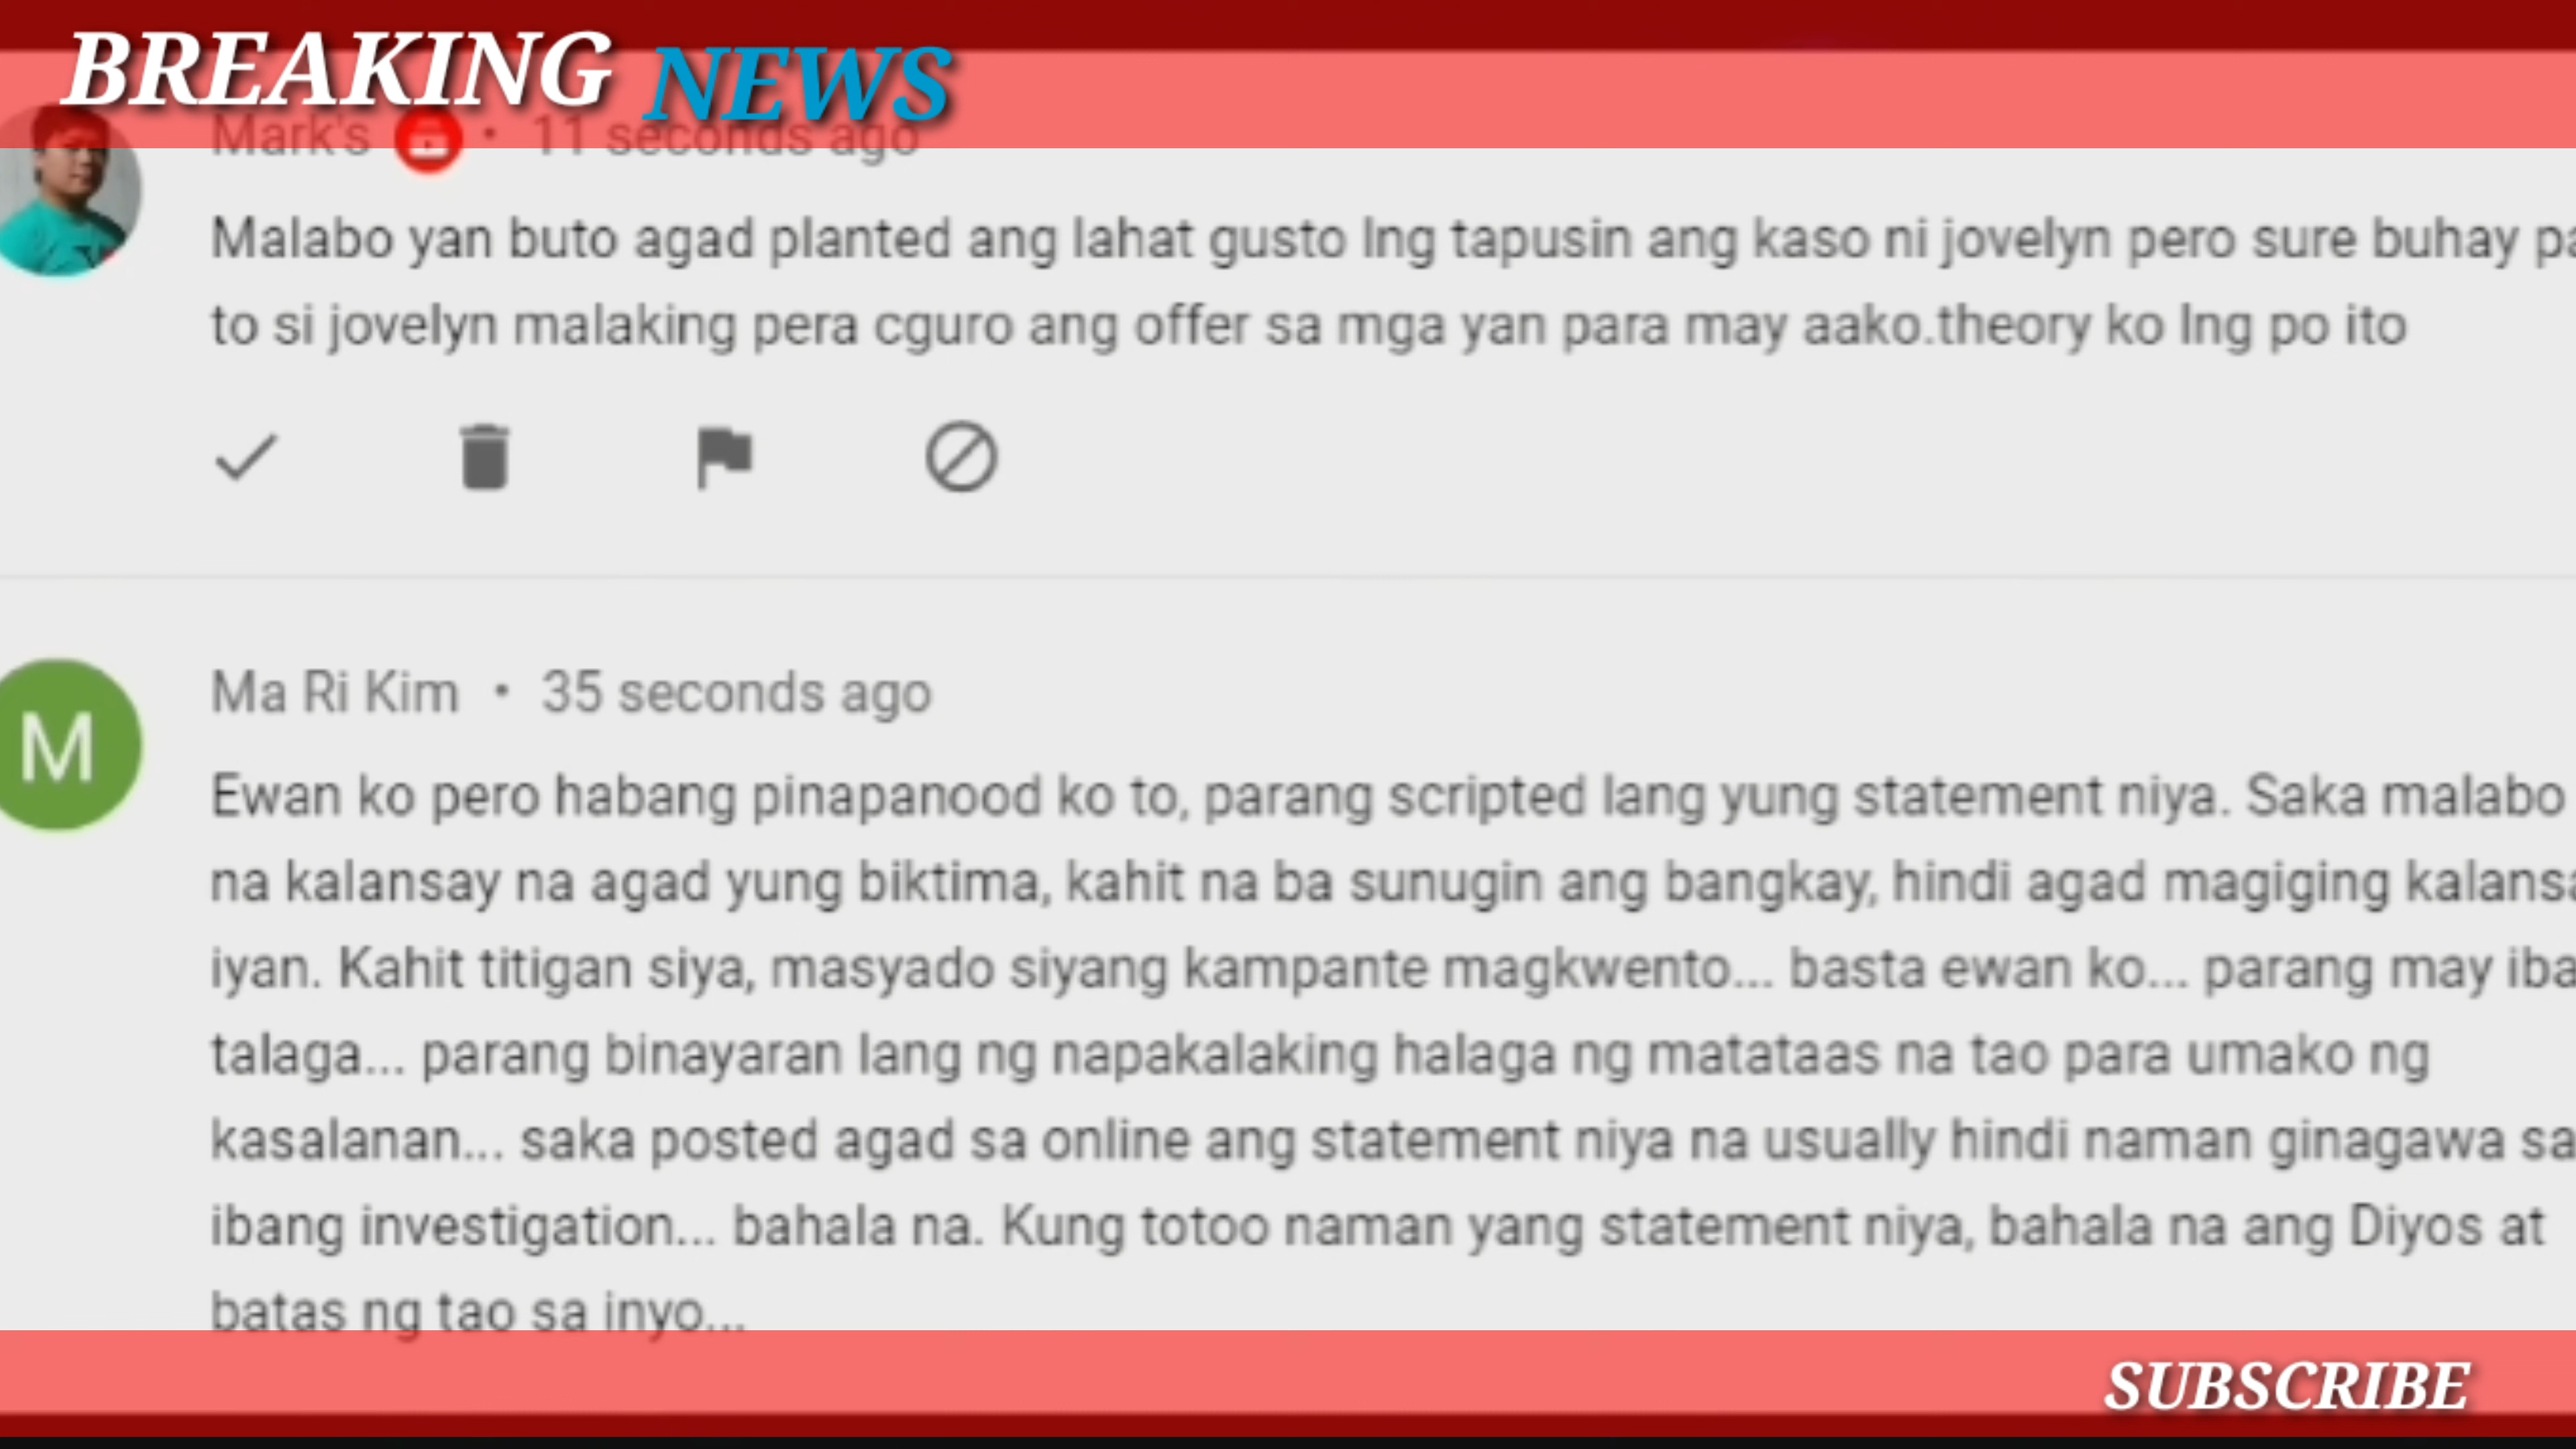 BREAKING NEWS
Mark's • 11 seconds ago
Malabo yan buto agad planted ang lahat gusto lng tapusin ang kaso ni jovelyn pero sure buhay pa
to si jovelyn malaking pera cguro ang offer sa mga yan para may aako.theory ko lng po ito
M
Ma Ri Kim • 35 seconds ago
Ewan ko pero habang pinapanood ko to, parang scripted lang yung statement niya. Saka malabo
na kalansay na agad yung biktima, kahit na ba sunugin ang bangkay, hindi agad magiging kalansa
iyan. Kahit titigan siya, masyado siyang kampante magkwento... basta ewan ko... parang may iba
talaga... parang binayaran lang ng napakalaking halaga ng matataas na tao para umako ng
kasalanan... saka posted agad sa online ang statement niya na usually hindi naman ginagawa sa
ibang investigation... bahala na. Kung totoo naman yang statement niya, bahala na ang Diyos at
batas ng tao sa inyo...
SUBSCRIBE